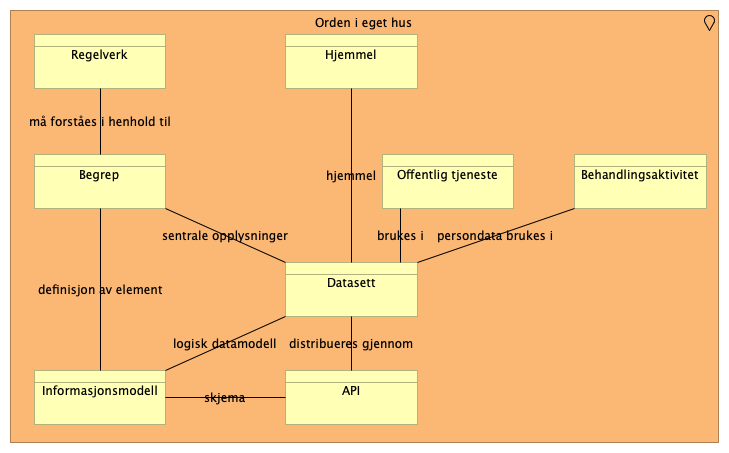 Orden i eget hus
Regelverk
Hjemmel
må forståes i henhold til
Begrep
hjemmel
Offentlig tjeneste
Behandlingsaktivitet
sentrale opplysninger
brukes i
persondata brukes i
Datasett
definisjon av element
logisk datamodell
distribueres gjennom
Informasjonsmodell
skjema
API